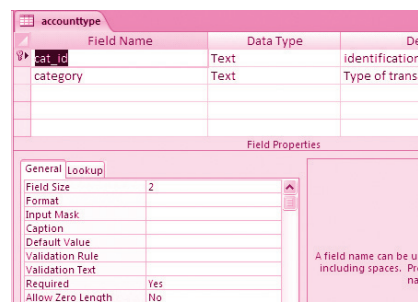 accounttype
Field Name Data Type
cat_id Text identification
category Text Type of trans
Field Properties
General Lookup
Field Size 2
Format
Input Mask
Caption
Default Value
Validation Rule
Validation Text
Required Yes
Allow Zero Length No
A field name can be u
including spaces. Pr
na